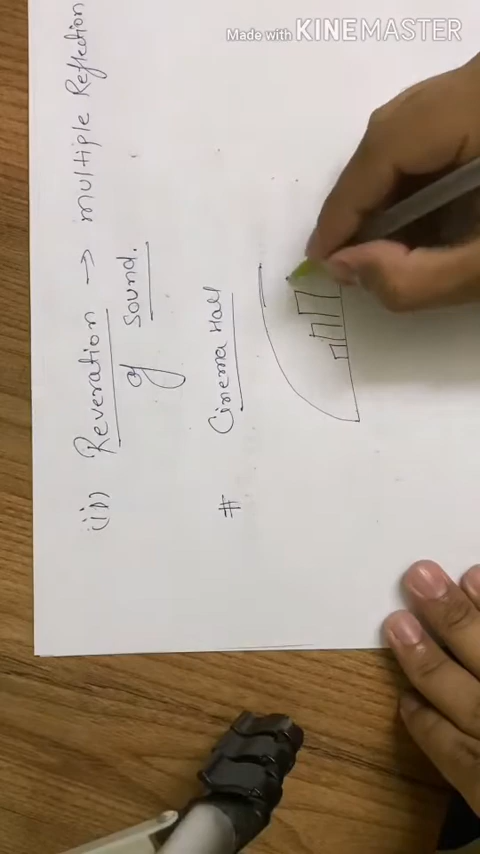 Made with KINEMASTER
(ii) Reveration → multiple Reflection
of sound.
# Cinema Hall